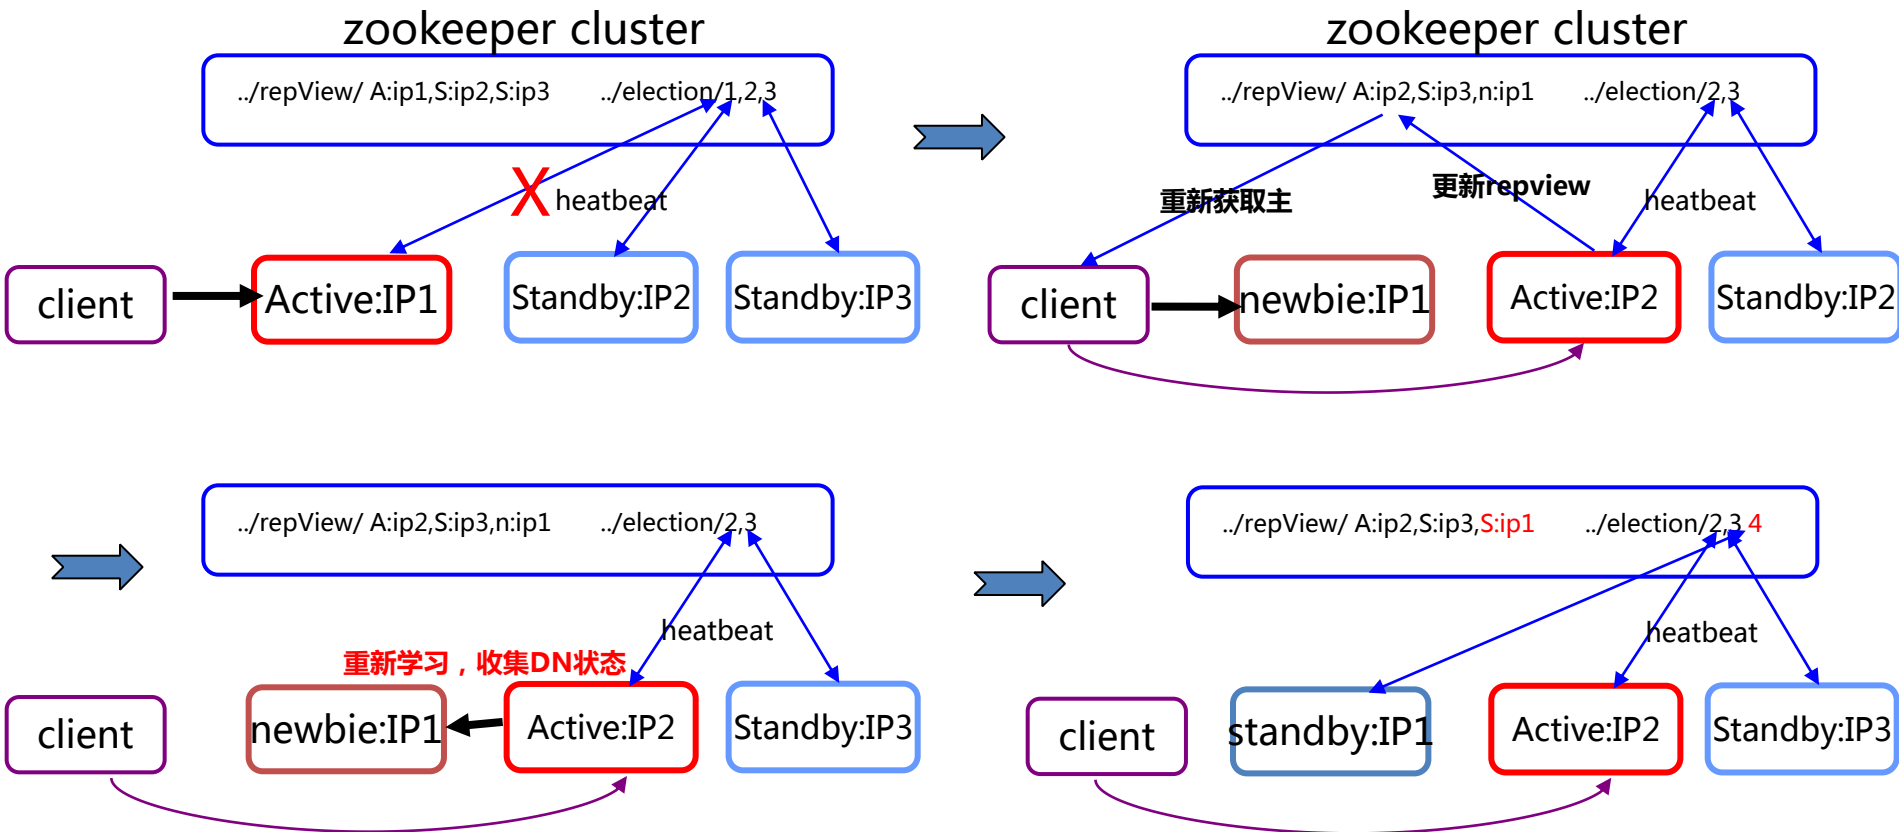 zookeeper cluster
../repView/ A:ip1,S:ip2,S:ip3 ../election/1,2,3
X
heatbeat
client
Active:IP1
Standby:IP2
Standby:IP3
zookeeper cluster
../repView/ A:ip2,S:ip3,n:ip1 ../election/2,3
重新获取主
更新repview
heatbeat
client
newbie:IP1
Active:IP2
Standby:IP2
../repView/ A:ip2,S:ip3,n:ip1 ../election/2,3
heatbeat
重新学习，收集DN状态
client
newbie:IP1
Active:IP2
Standby:IP3
../repView/ A:ip2,S:ip3,S:ip1 ../election/2,3 4
heatbeat
client
standby:IP1
Active:IP2
Standby:IP3